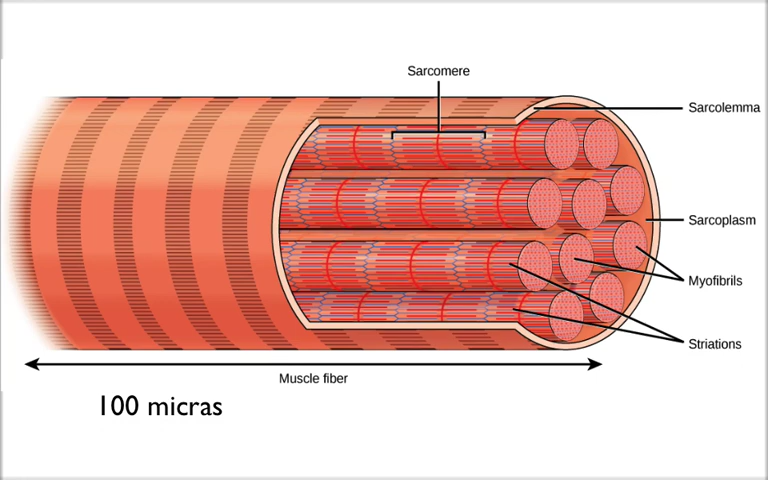 Sarcomere
Sarcolemma
Sarcoplasm
Myofibrils
Striations
Muscle fiber
100 micras